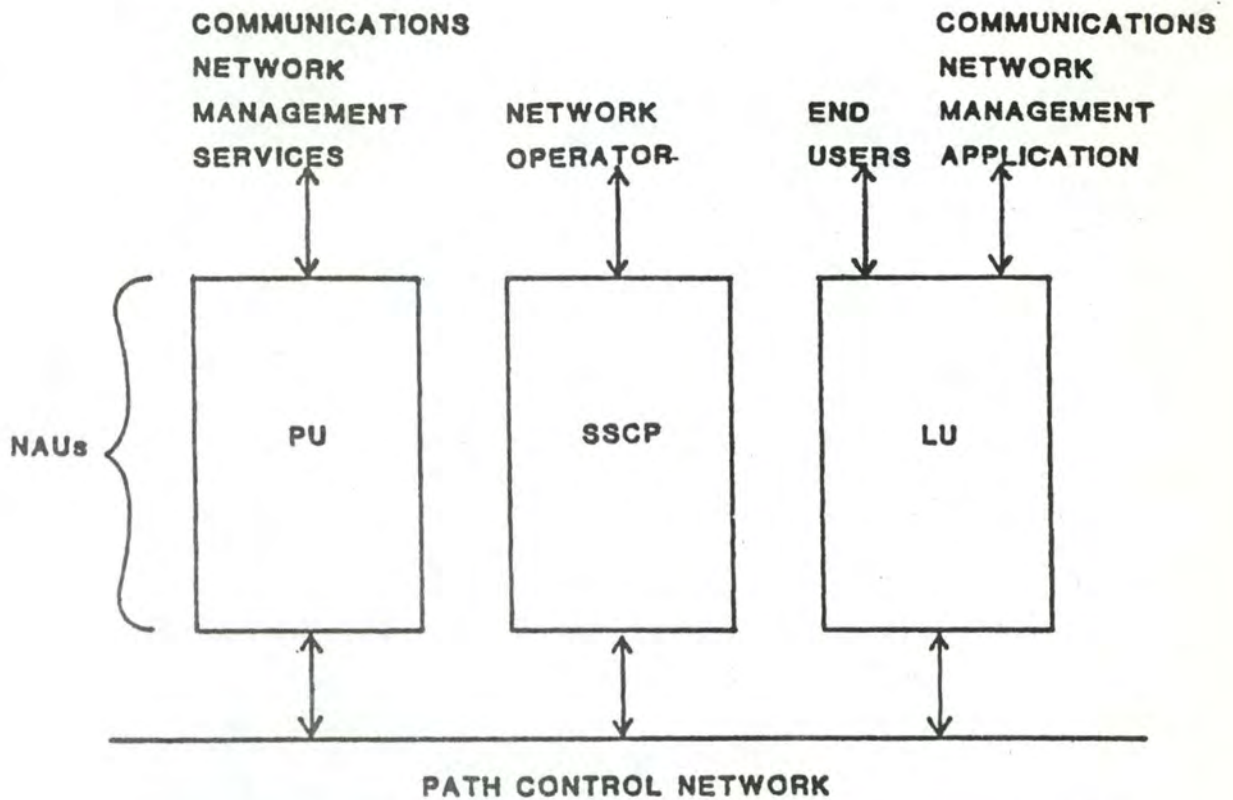 COMMUNICATIONS
NETWORK
MANAGEMENT
SERVICES
NETWORK
OPERATOR
END
USERS
COMMUNICATIONS
NETWORK
MANAGEMENT
APPLICATION
NAUs
PU
SSCP
LU
PATH CONTROL NETWORK